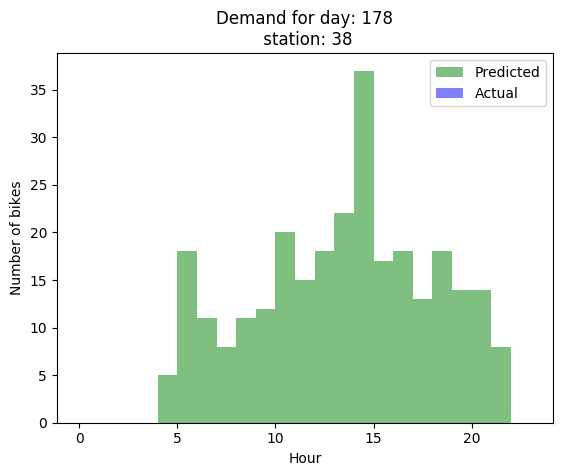 Demand for day: 178
station: 38
Predicted
Actual
Number of bikes
35
30
25
20
15
10
5
0
0
5
10
15
20
Hour